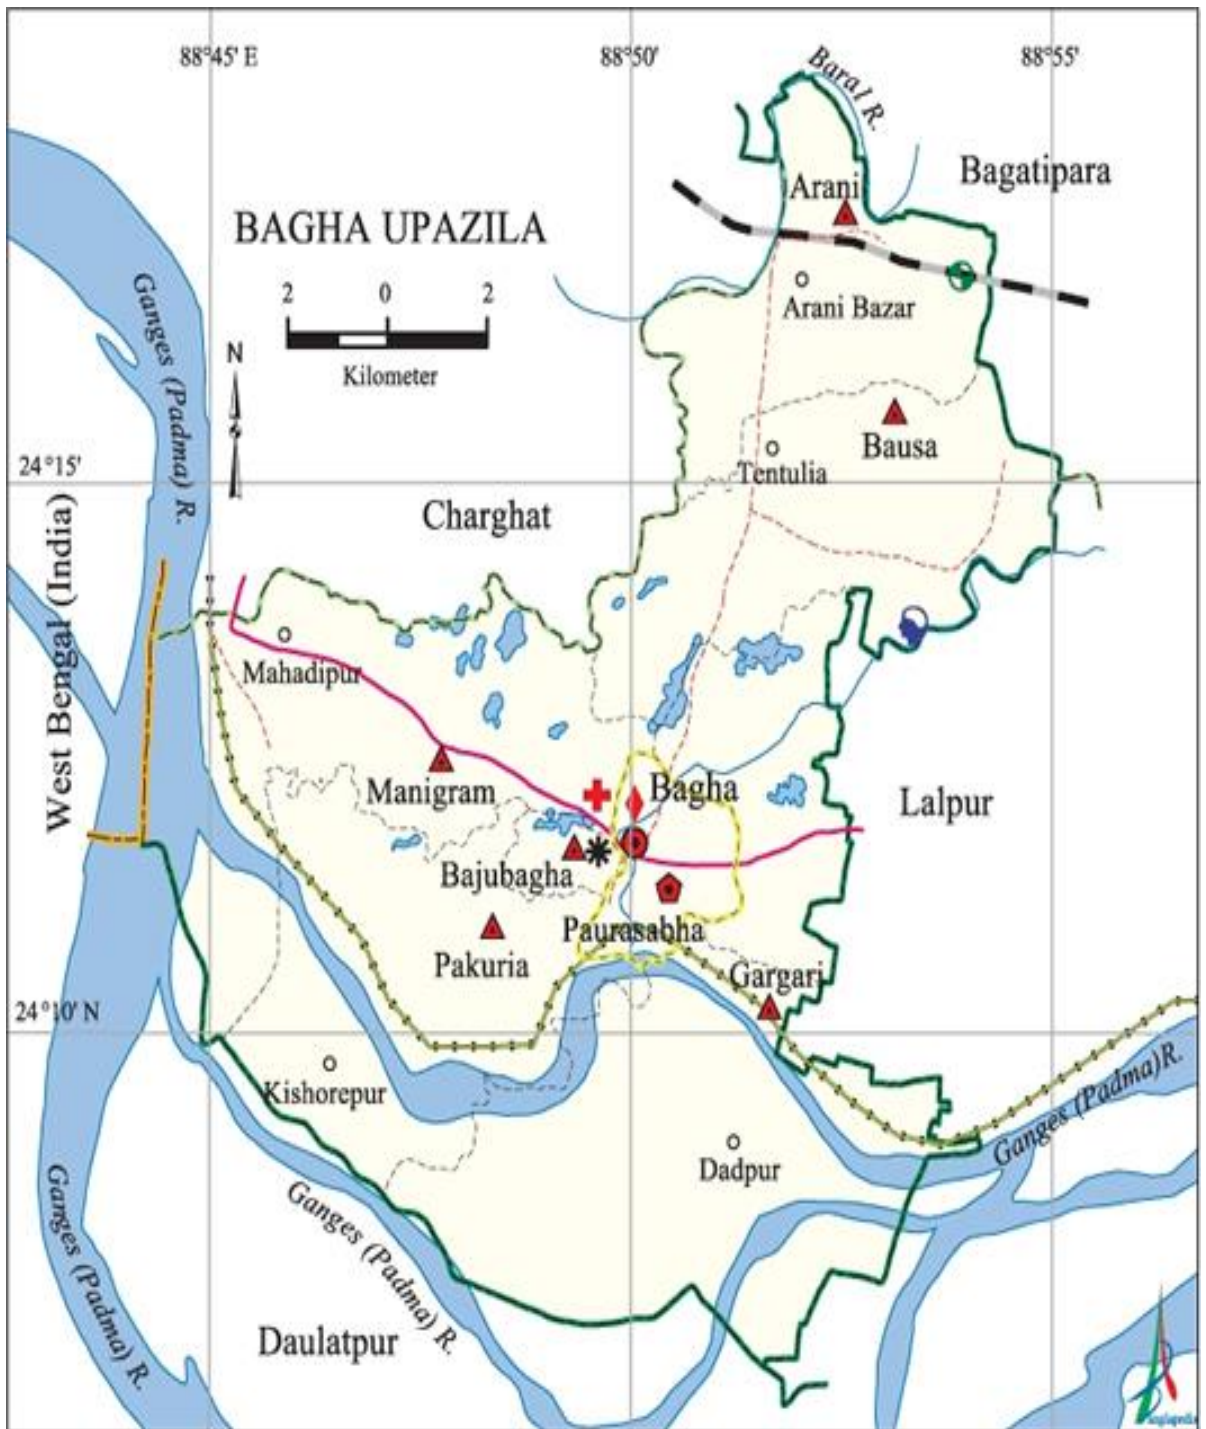 88°45' E
88°50'
88°55'
Baral R.
Bagatipara
Arani
BAGHA UPAZILA
2 0 2
Kilometer
N
Arani Bazar
Ganges (Padma) R.
Bausa
Tentulia
24°15'
Charghat
West Bengal (India)
Mahadipur
Manigram
Bagha
Lalpur
Bajubagha
Paurasabha
Pakuria
Gargari
24°10' N
Kishorepur
Ganges (Padma) R.
Dadpur
Ganges (Padma) R.
Ganges (Padma) R.
Daulatpur